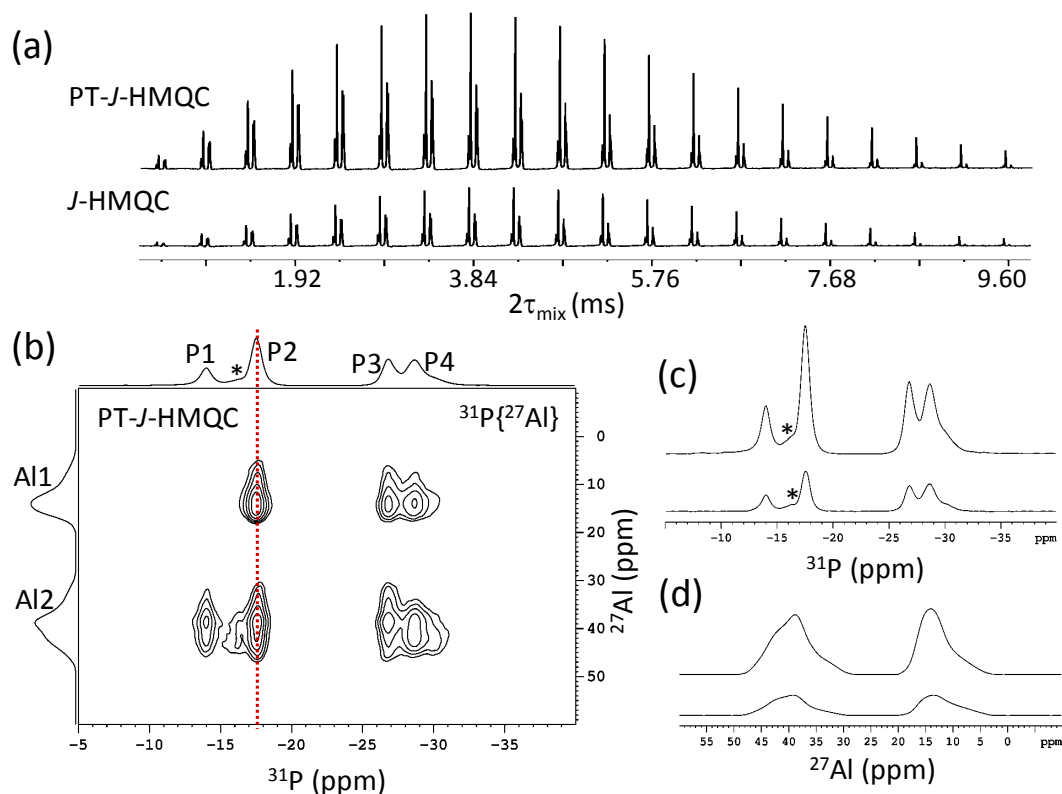 (a)
PT-J-HMQC
J-HMQC
1.92 3.84 5.76 7.68 9.60
2τmix (ms)
(b)
P1 * P2 P3 P4
PT-J-HMQC 31P{27Al}
Al1
Al2
0
10
20
30
40
50
27Al (ppm)
-5 -10 -15 -20 -25 -30 -35
31P (ppm)
(c)
*
*
-10 -15 -20 -25 -30 -35 ppm
31P (ppm)
(d)
55 50 45 40 35 30 25 20 15 10 5 0 ppm
27Al (ppm)